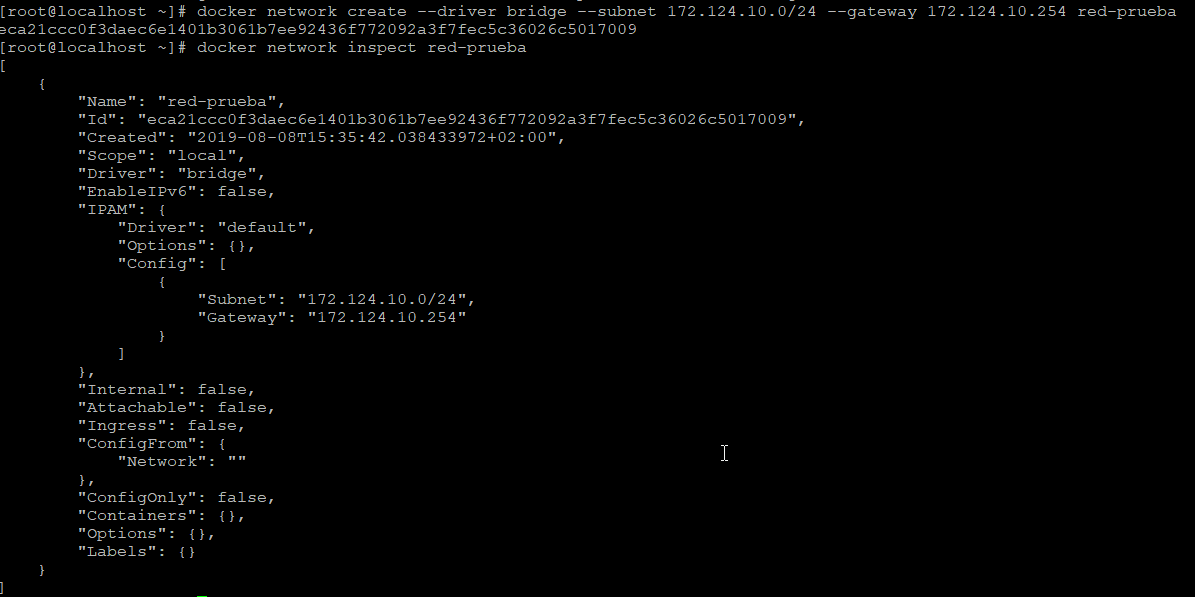 [root@localhost ~]# docker network create --driver bridge --subnet 172.124.10.0/24 --gateway 172.124.10.254 red-prueba
eca21ccc0f3daec6e1401b3061b7ee92436f772092a3f7fec5c36026c5017009
[root@localhost ~]# docker network inspect red-prueba
[
    {
        "Name": "red-prueba",
        "Id": "eca21ccc0f3daec6e1401b3061b7ee92436f772092a3f7fec5c36026c5017009",
        "Created": "2019-08-08T15:35:42.038433972+02:00",
        "Scope": "local",
        "Driver": "bridge",
        "EnableIPv6": false,
        "IPAM": {
            "Driver": "default",
            "Options": {},
            "Config": [
                {
                    "Subnet": "172.124.10.0/24",
                    "Gateway": "172.124.10.254"
                }
            ]
        },
        "Internal": false,
        "Attachable": false,
        "Ingress": false,
        "ConfigFrom": {
            "Network": ""
        },
        "ConfigOnly": false,
        "Containers": {},
        "Options": {},
        "Labels": {}
    }
]